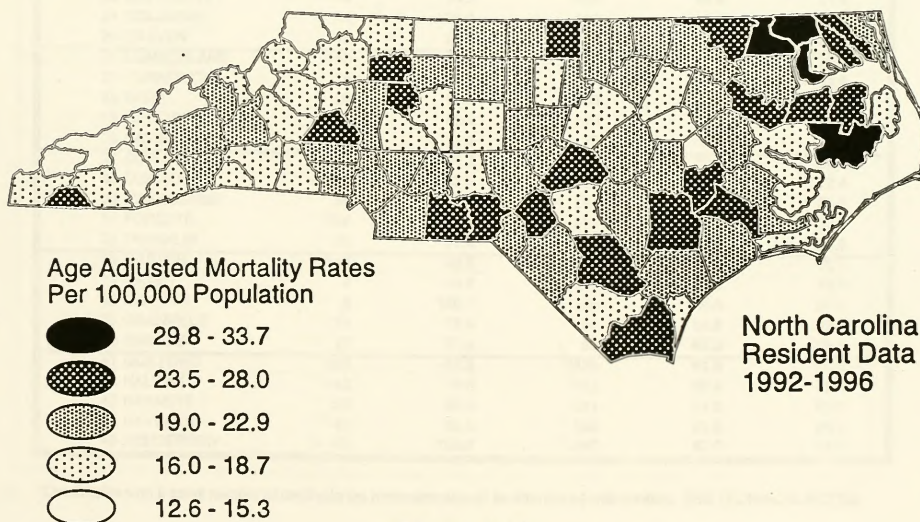 Age Adjusted Mortality Rates
Per 100,000 Population
29.8 - 33.7
23.5 - 28.0
19.0 - 22.9
16.0 - 18.7
12.6 - 15.3
North Carolina
Resident Data
1992-1996